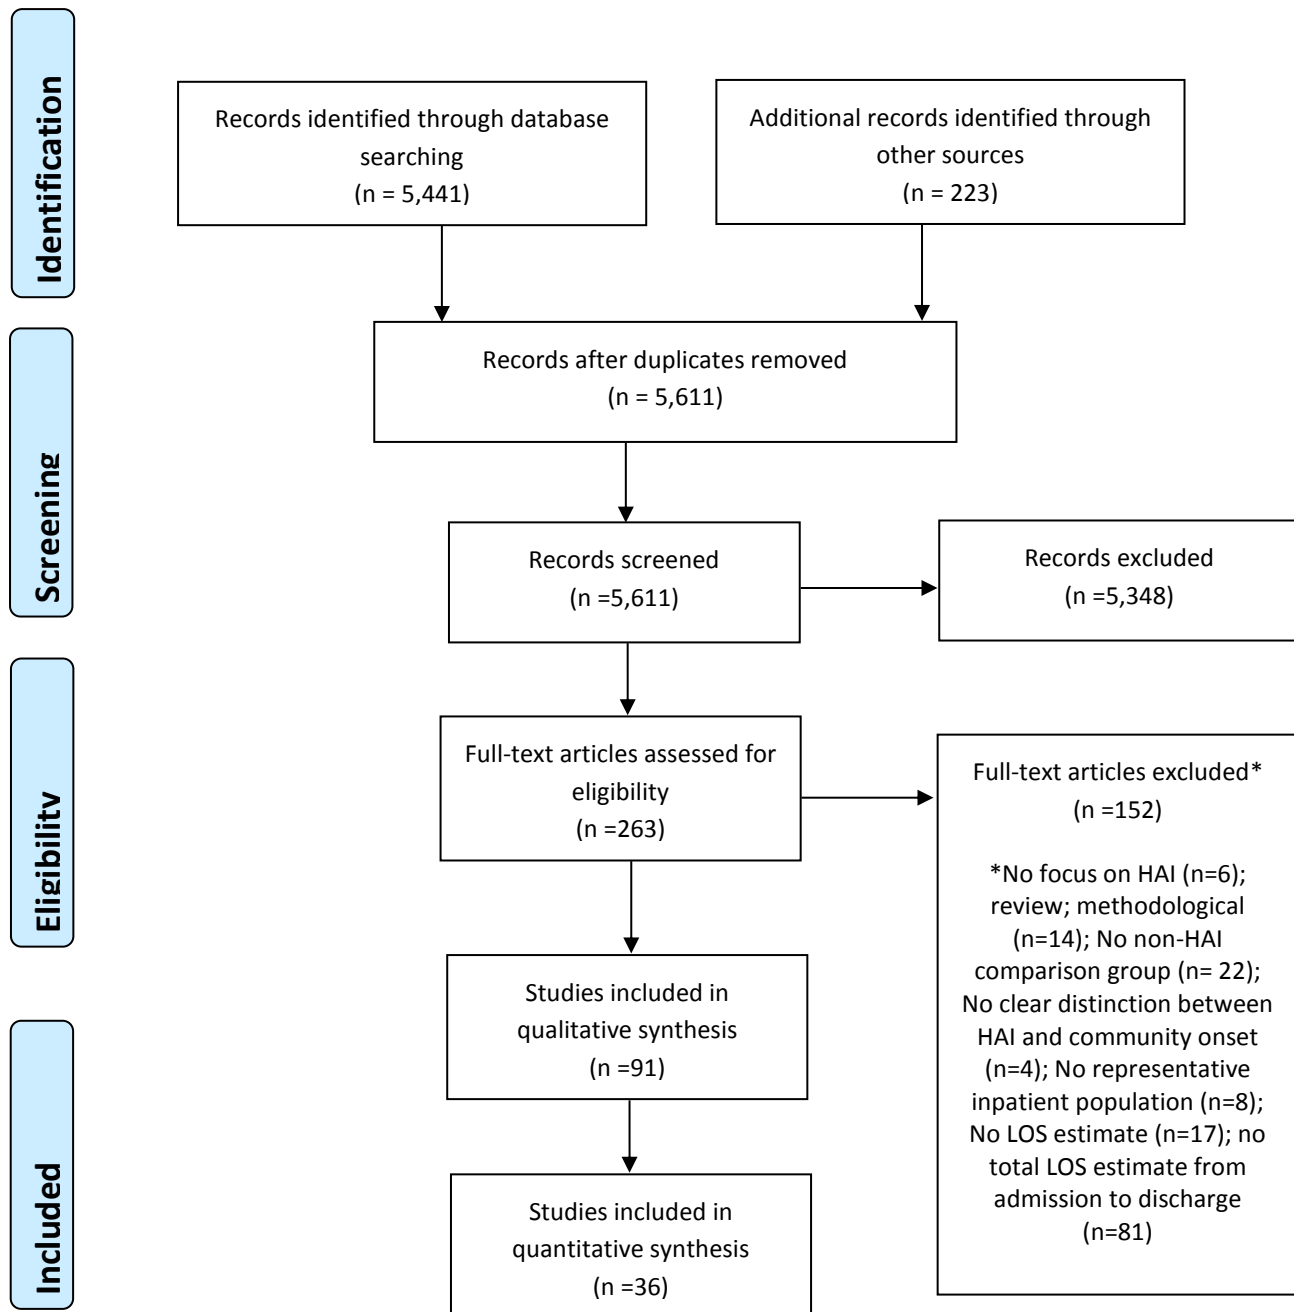 Identification
Records identified through database
searching
(n = 5,441)
Additional records identified through
other sources
(n = 223)
Screening
Records after duplicates removed
(n = 5,611)
Records screened
(n =5,611)
Records excluded
(n =5,348)
Eligibility
Full-text articles assessed for
eligibility
(n =263)
Full-text articles excluded*
(n =152)
*No focus on HAI (n=6);
review; methodological
(n=14); No non-HAI
comparison group (n= 22);
No clear distinction between
HAI and community onset
(n=4); No representative
inpatient population (n=8);
No LOS estimate (n=17); no
total LOS estimate from
admission to discharge
(n=81)
Studies included in
qualitative synthesis
(n =91)
Included
Studies included in
quantitative synthesis
(n =36)